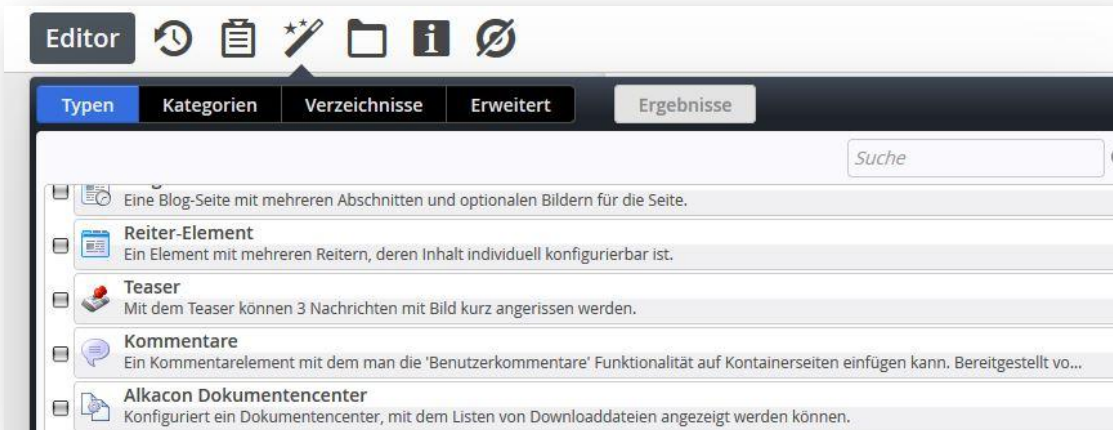 Editor
Typen Kategorien Verzeichnisse Erweitert Ergebnisse
Suche
Eine Blog-Seite mit mehreren Abschnitten und optionalen Bildern für die Seite.
Reiter-Element
Ein Element mit mehreren Reitern, deren Inhalt individuell konfigurierbar ist.
Teaser
Mit dem Teaser können 3 Nachrichten mit Bild kurz angerissen werden.
Kommentare
Ein Kommentarelement mit dem man die 'Benutzerkommentare' Funktionalität auf Kontainerseiten einfügen kann. Bereitgestellt vo...
Alkacon Dokumentencenter
Konfiguriert ein Dokumentencenter, mit dem Listen von Downloaddateien angezeigt werden können.